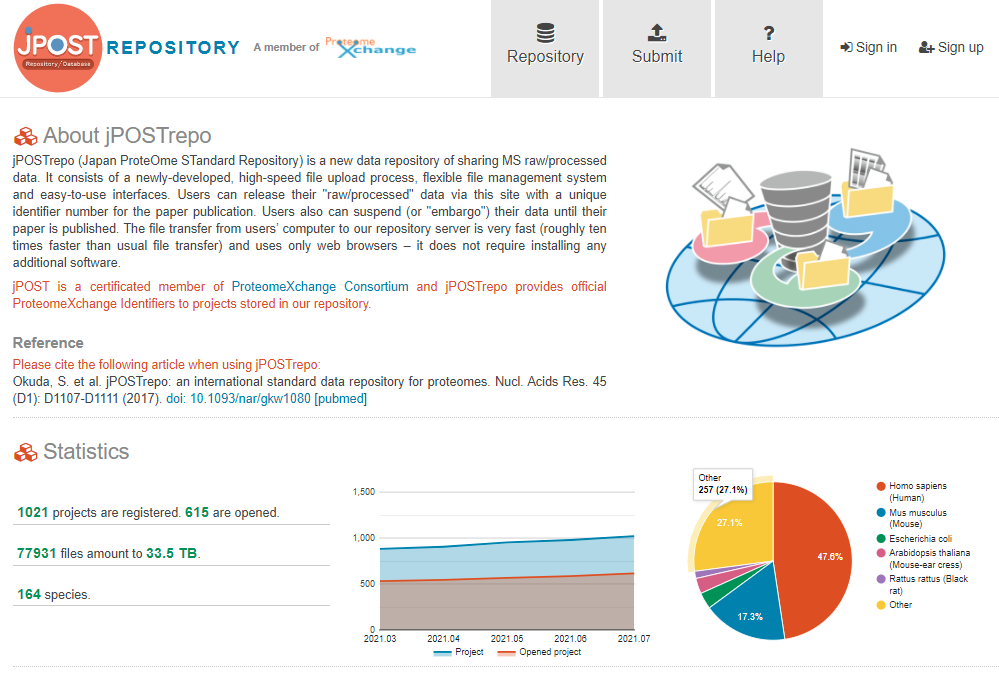 jPOST
Repository/Database
REPOSITORY
A member of
Proteome
Xchange
Repository
Submit
Help
Sign in
Sign up
About jPOSTrepo
jPOSTrepo (Japan ProteOme STandard Repository) is a new data repository of sharing MS raw/processed
data. It consists of a newly-developed, high-speed file upload process, flexible file management system
and easy-to-use interfaces. Users can release their "raw/processed" data via this site with a unique
identifier number for the paper publication. Users also can suspend (or "embargo") their data until their
paper is published. The file transfer from users' computer to our repository server is very fast (roughly ten
times faster than usual file transfer) and uses only web browsers – it does not require installing any
additional software.
jPOST is a certificated member of ProteomeXchange Consortium and jPOSTrepo provides official
ProteomeXchange Identifiers to projects stored in our repository.
Reference
Please cite the following article when using jPOSTrepo:
Okuda, S. et al. jPOSTrepo: an international standard data repository for proteomes. Nucl. Acids Res. 45
(D1): D1107-D1111 (2017). doi: 10.1093/nar/gkw1080 [pubmed]
Statistics
1021 projects are registered. 615 are opened.
77931 files amount to 33.5 TB.
164 species.
1,500
1,000
500
0
2021.03
2021.04
2021.05
2021.06
2021.07
Project
Opened project
Other
257 (27.1%)
27.1%
47.6%
17.3%
Homo sapiens
(Human)
Mus musculus
(Mouse)
Escherichia coli
Arabidopsis thaliana
(Mouse-ear cress)
Rattus rattus (Black
rat)
Other